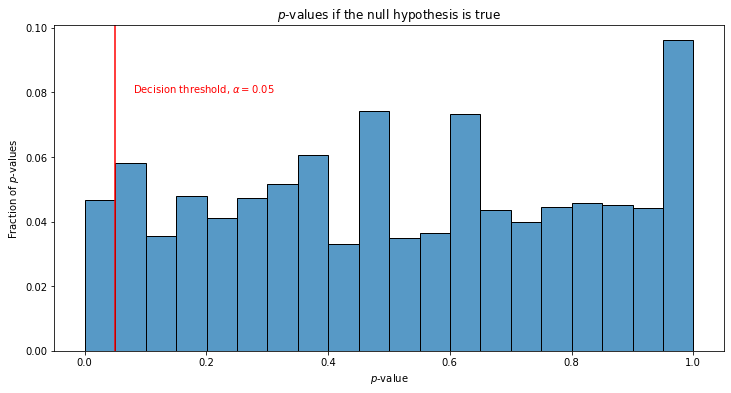 p-values if the null hypothesis is true
0.10
0.08
0.06
0.04
0.02
0.00
Fraction of p-values
Decision threshold, α = 0.05
0.0 0.2 0.4 0.6 0.8 1.0
p-value